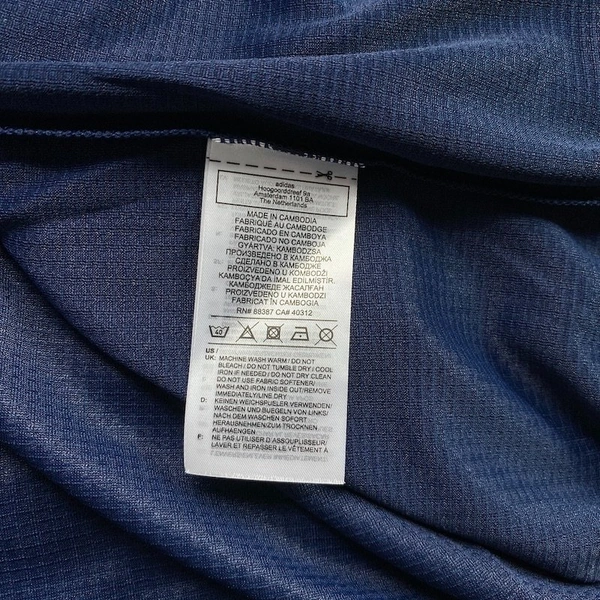 adidas
Hoogoorddreef 9a
Amsterdam 1101 BA
The Netherlands
MADE IN CAMBODIA
FABRIQUÉ AU CAMBODGE
FABRICADO EN CAMBOYA
FABRICADO NO CAMBOJA
GYÁRTVA: KAMBODZSA
ПРОИЗВЕДЕНО В КАМБОДЖА
СДЕЛАНО В КАМБОДЖЕ
PROIZVEDENO U KOMBODŽI
KAMBOÇYA'DA İMAL EDİLMİŞTİR.
КАМБОДЖЕДЕ ЖАСАЛҒАН
PROIZVEDENO U KAMBODZI
FABRICAT ÎN CAMBOGIA
RN# 88387 CA# 40312
40
US /
UK: MACHINE WASH WARM / DO NOT
BLEACH / DO NOT TUMBLE DRY / COOL
IRON IF NEEDED / DO NOT DRY CLEAN
DO NOT USE FABRIC SOFTENER/
WASH AND IRON INSIDE OUT/REMOVE
IMMEDIATELY/LINE DRY
D: KEINEN WEICHSPUELER VERWENDEN/
WASCHEN UND BUEGELN VON LINKS/
NACH DEM WASCHEN SOFORT
HERAUSNEHMEN/ZUM TROCKNEN
AUFHAENGEN
F: NE PAS UTILISER D'ASSOUPLISSEUR/
LAVER ET REPASSER LE VÊTEMENT À